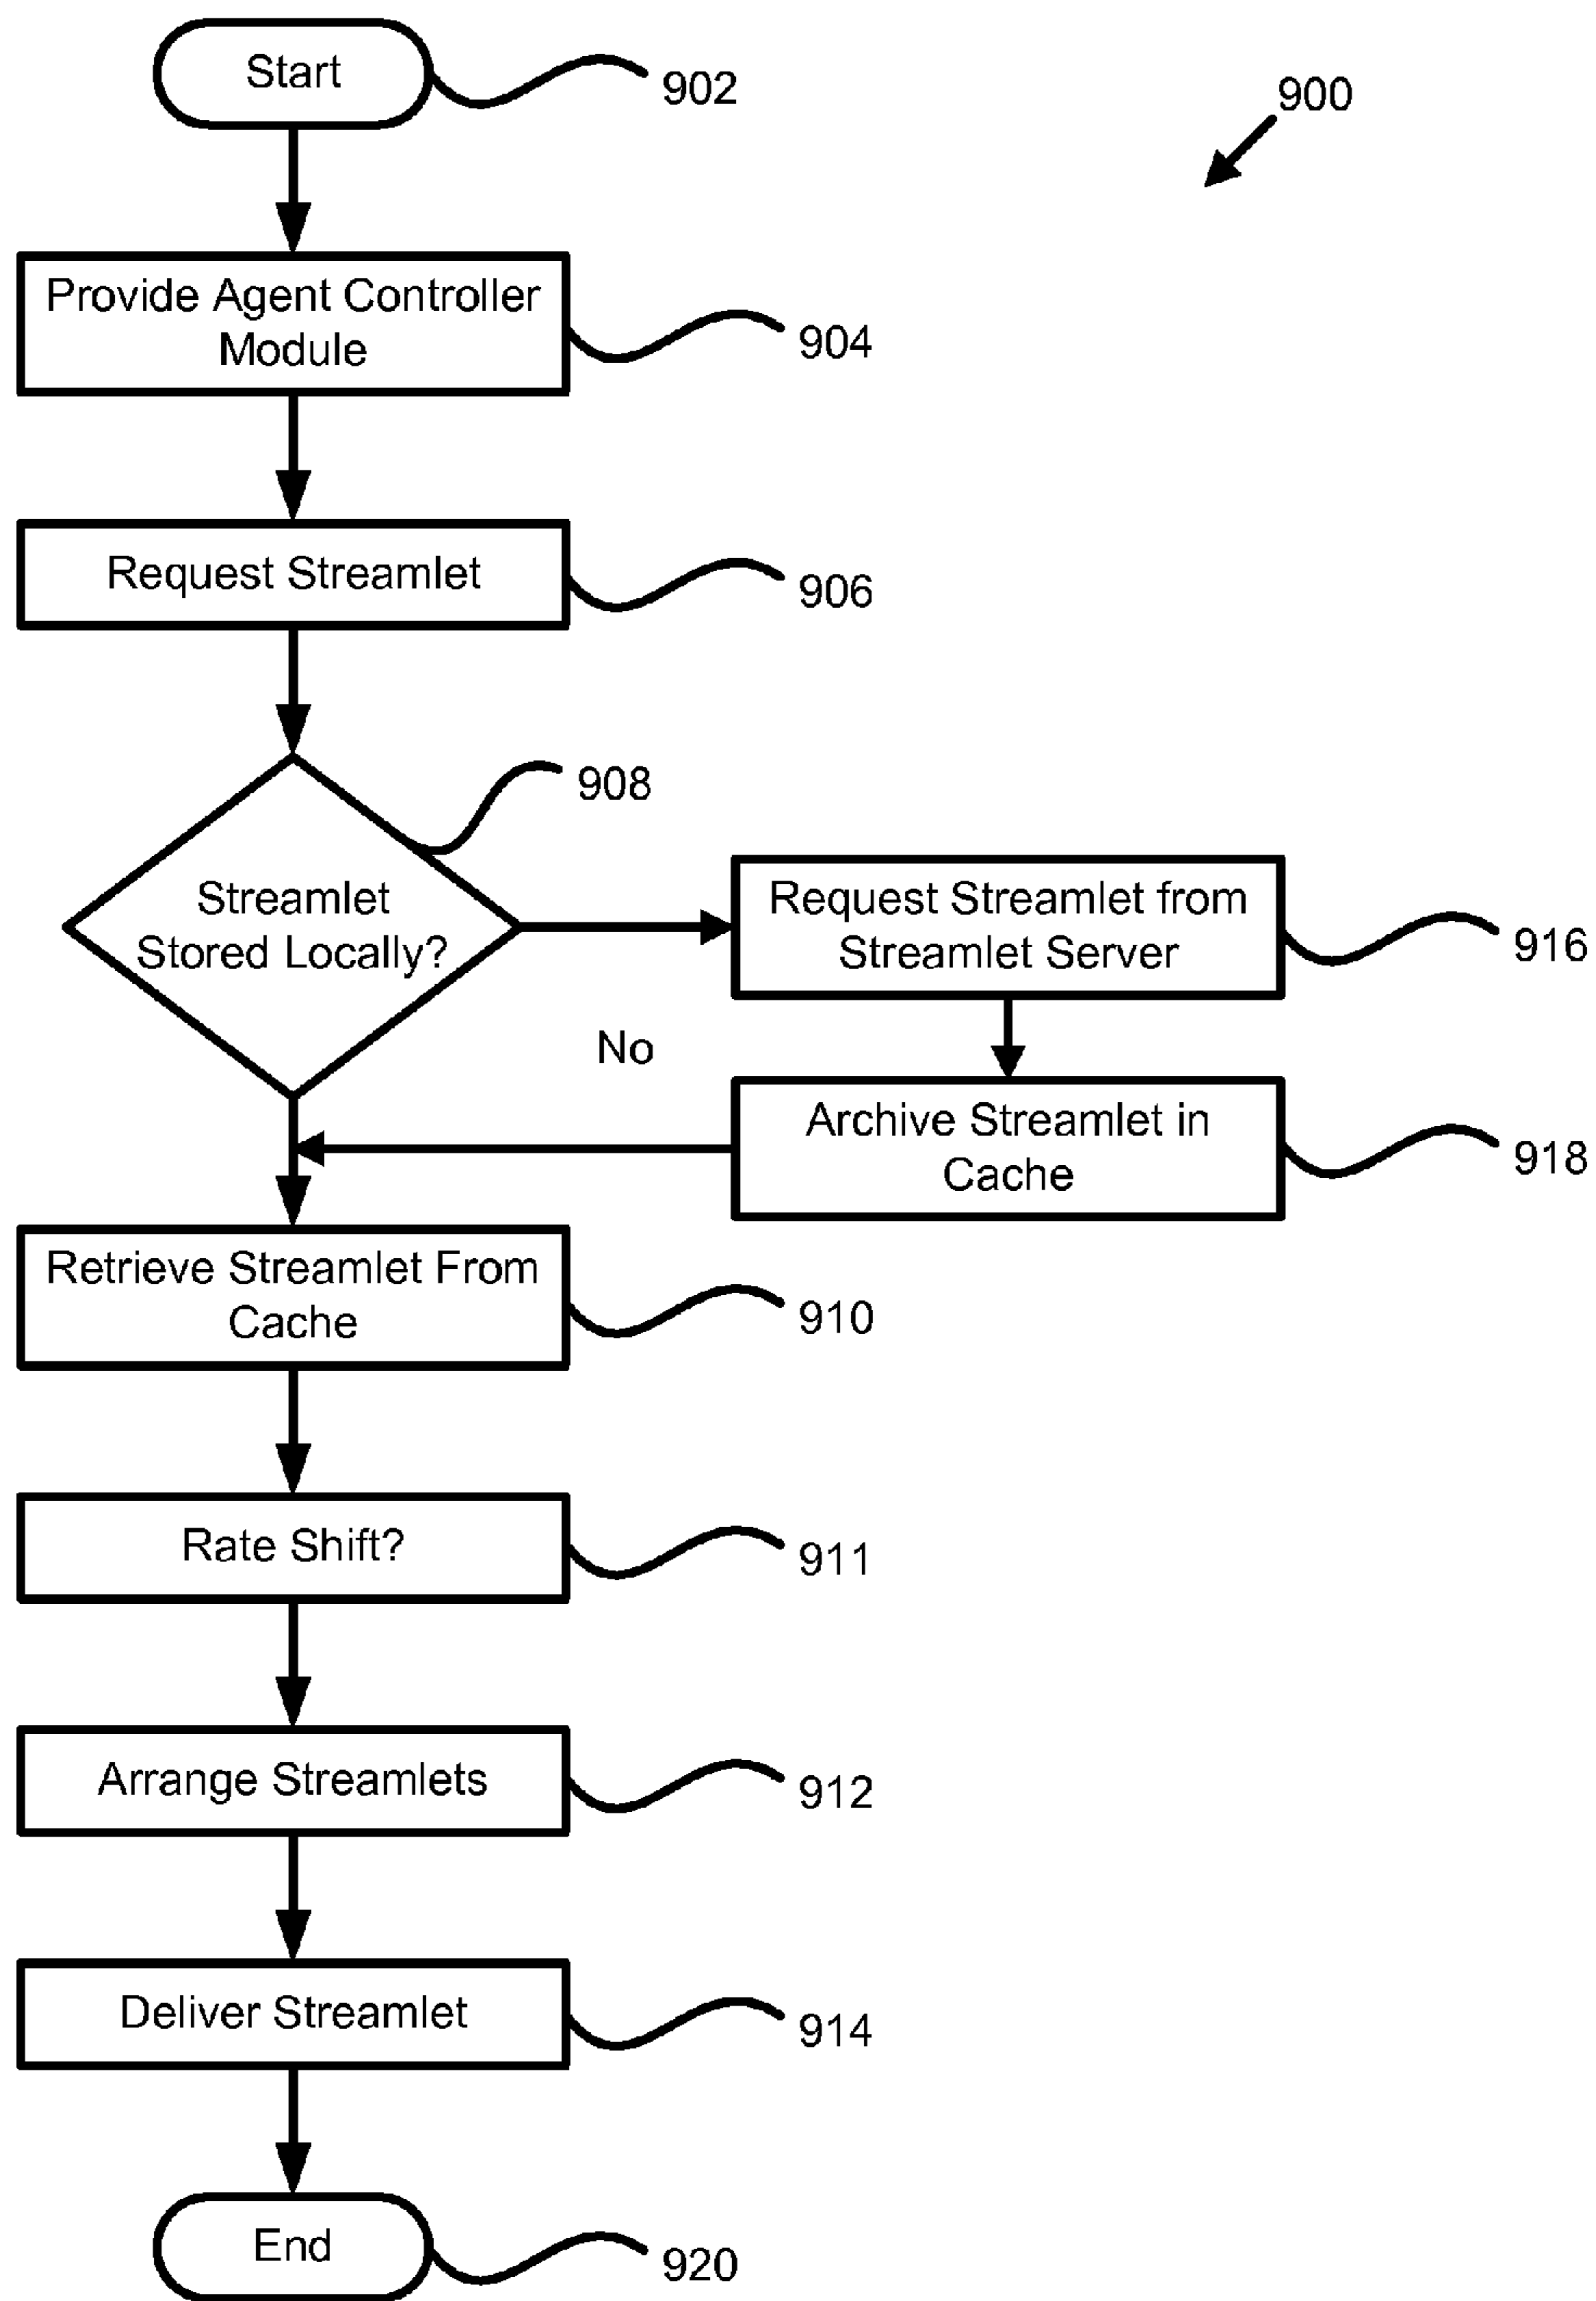 Start
902
900
Provide Agent Controller
Module
904
Request Streamlet
906
908
Streamlet
Stored Locally?
Request Streamlet from
Streamlet Server
916
No
Archive Streamlet in
Cache
918
Retrieve Streamlet From
Cache
910
Rate Shift?
911
Arrange Streamlets
912
Deliver Streamlet
914
End
920